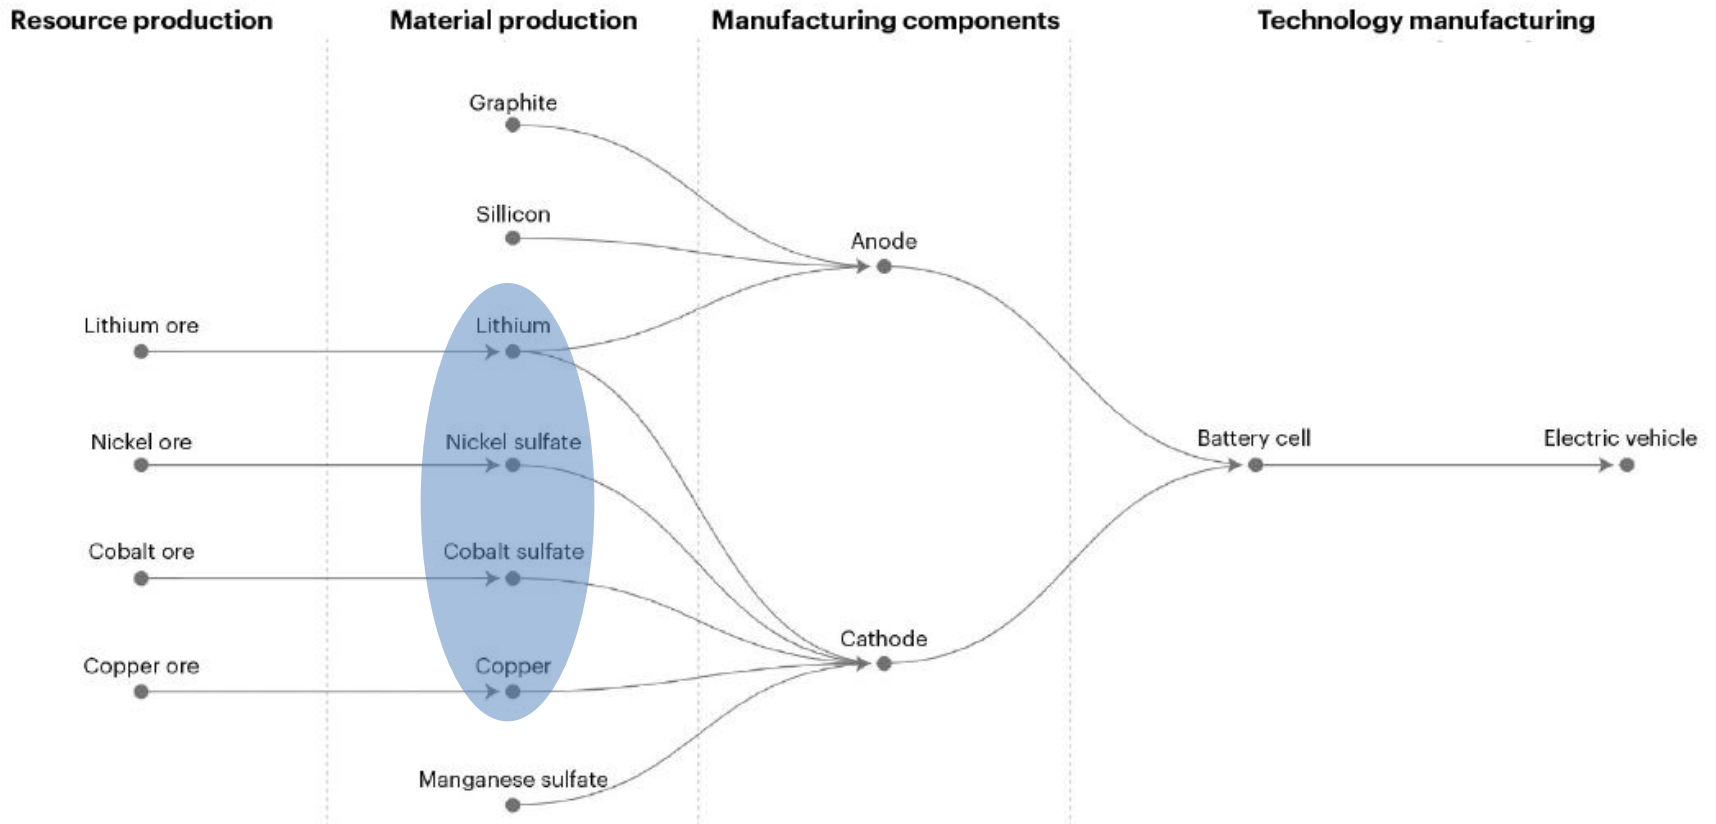 Resource production
Material production
Manufacturing components
Technology manufacturing
Graphite
Sillicon
Anode
Lithium ore
Lithium
Nickel ore
Nickel sulfate
Battery cell
Electric vehicle
Cobalt ore
Cobalt sulfate
Cathode
Copper ore
Copper
Manganese sulfate